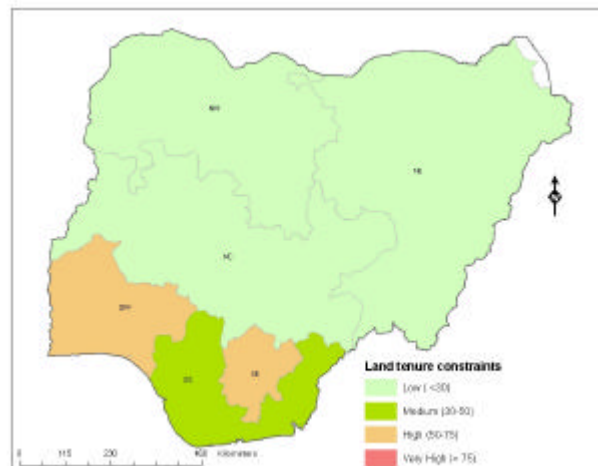 NW
NE
NC
SW
SS
SE
Land tenure constraints
Low ( <30)
Medium (30-50)
High (50-75)
Very High (> 75)
0 115 230 460 Kilometers